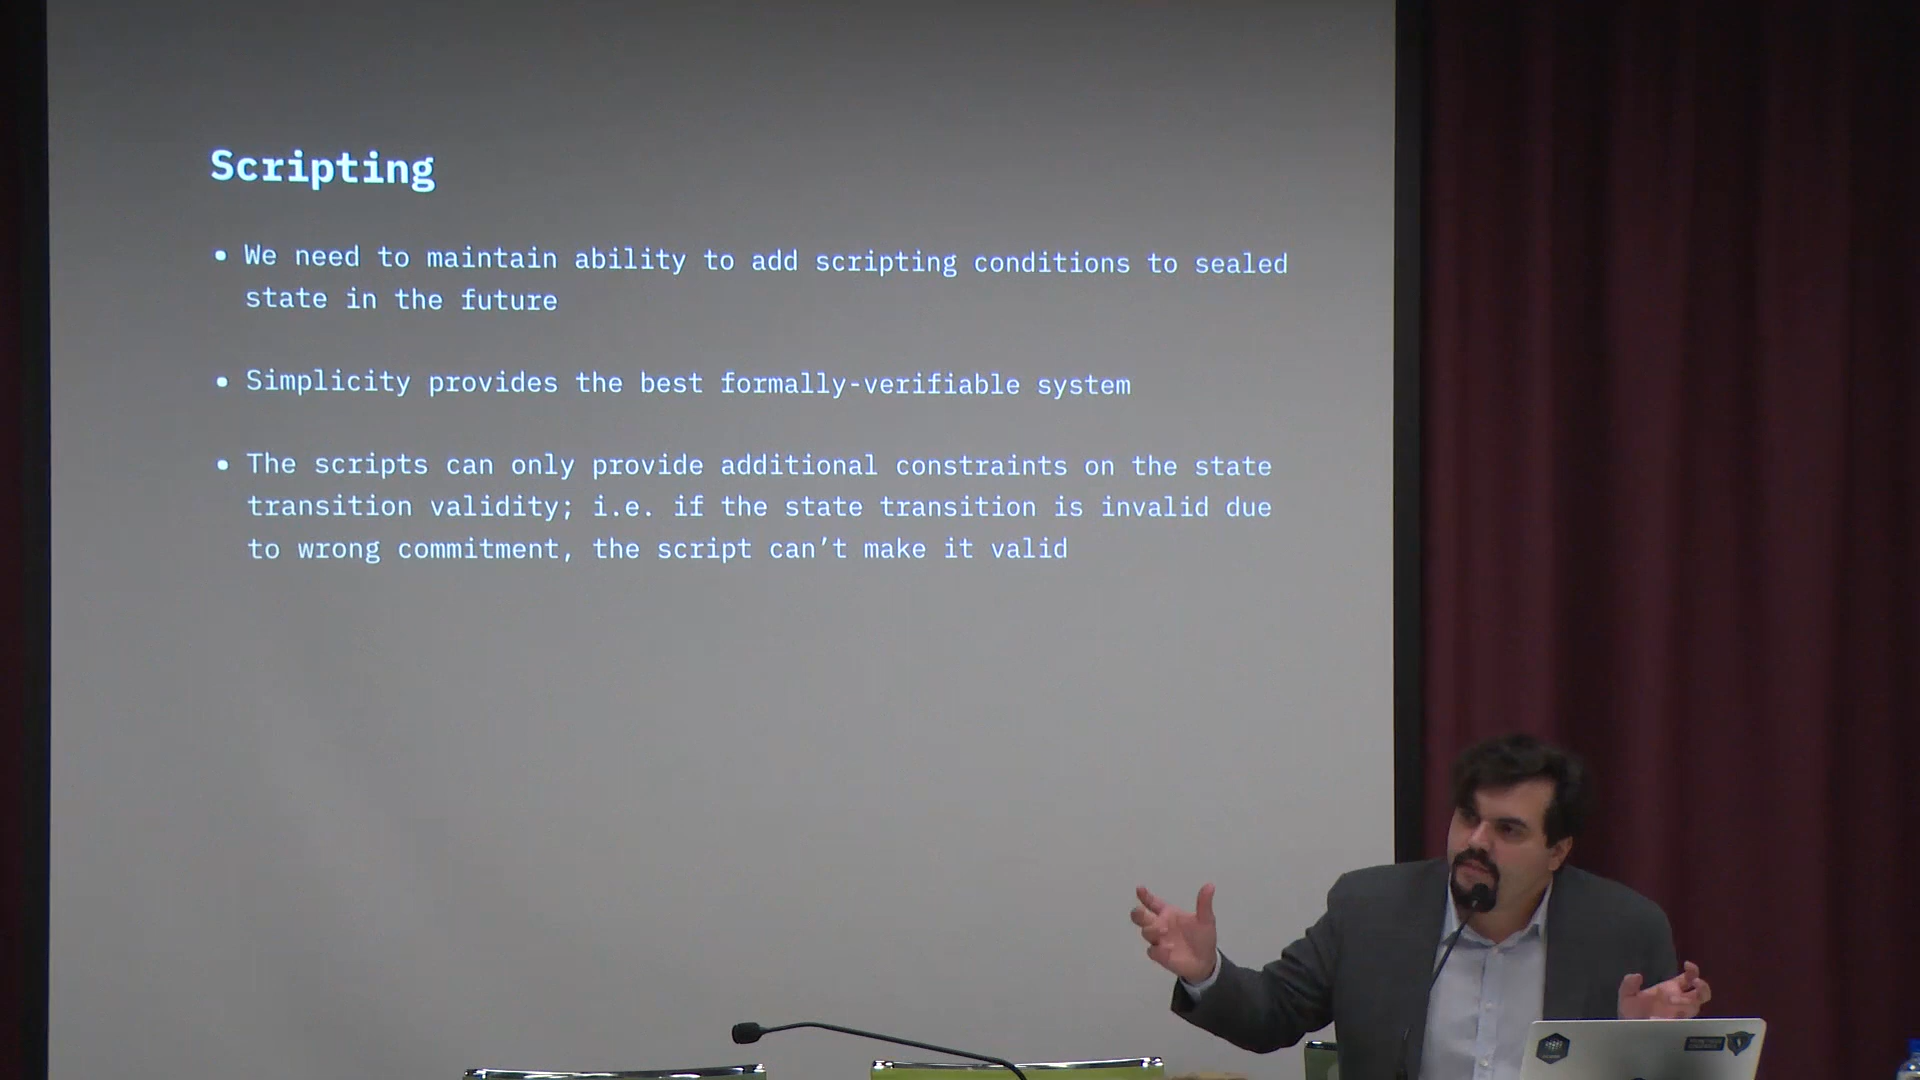 Scripting
• We need to maintain ability to add scripting conditions to sealed
state in the future
• Simplicity provides the best formally-verifiable system
• The scripts can only provide additional constraints on the state
transition validity; i.e. if the state transition is invalid due
to wrong commitment, the script can’t make it valid